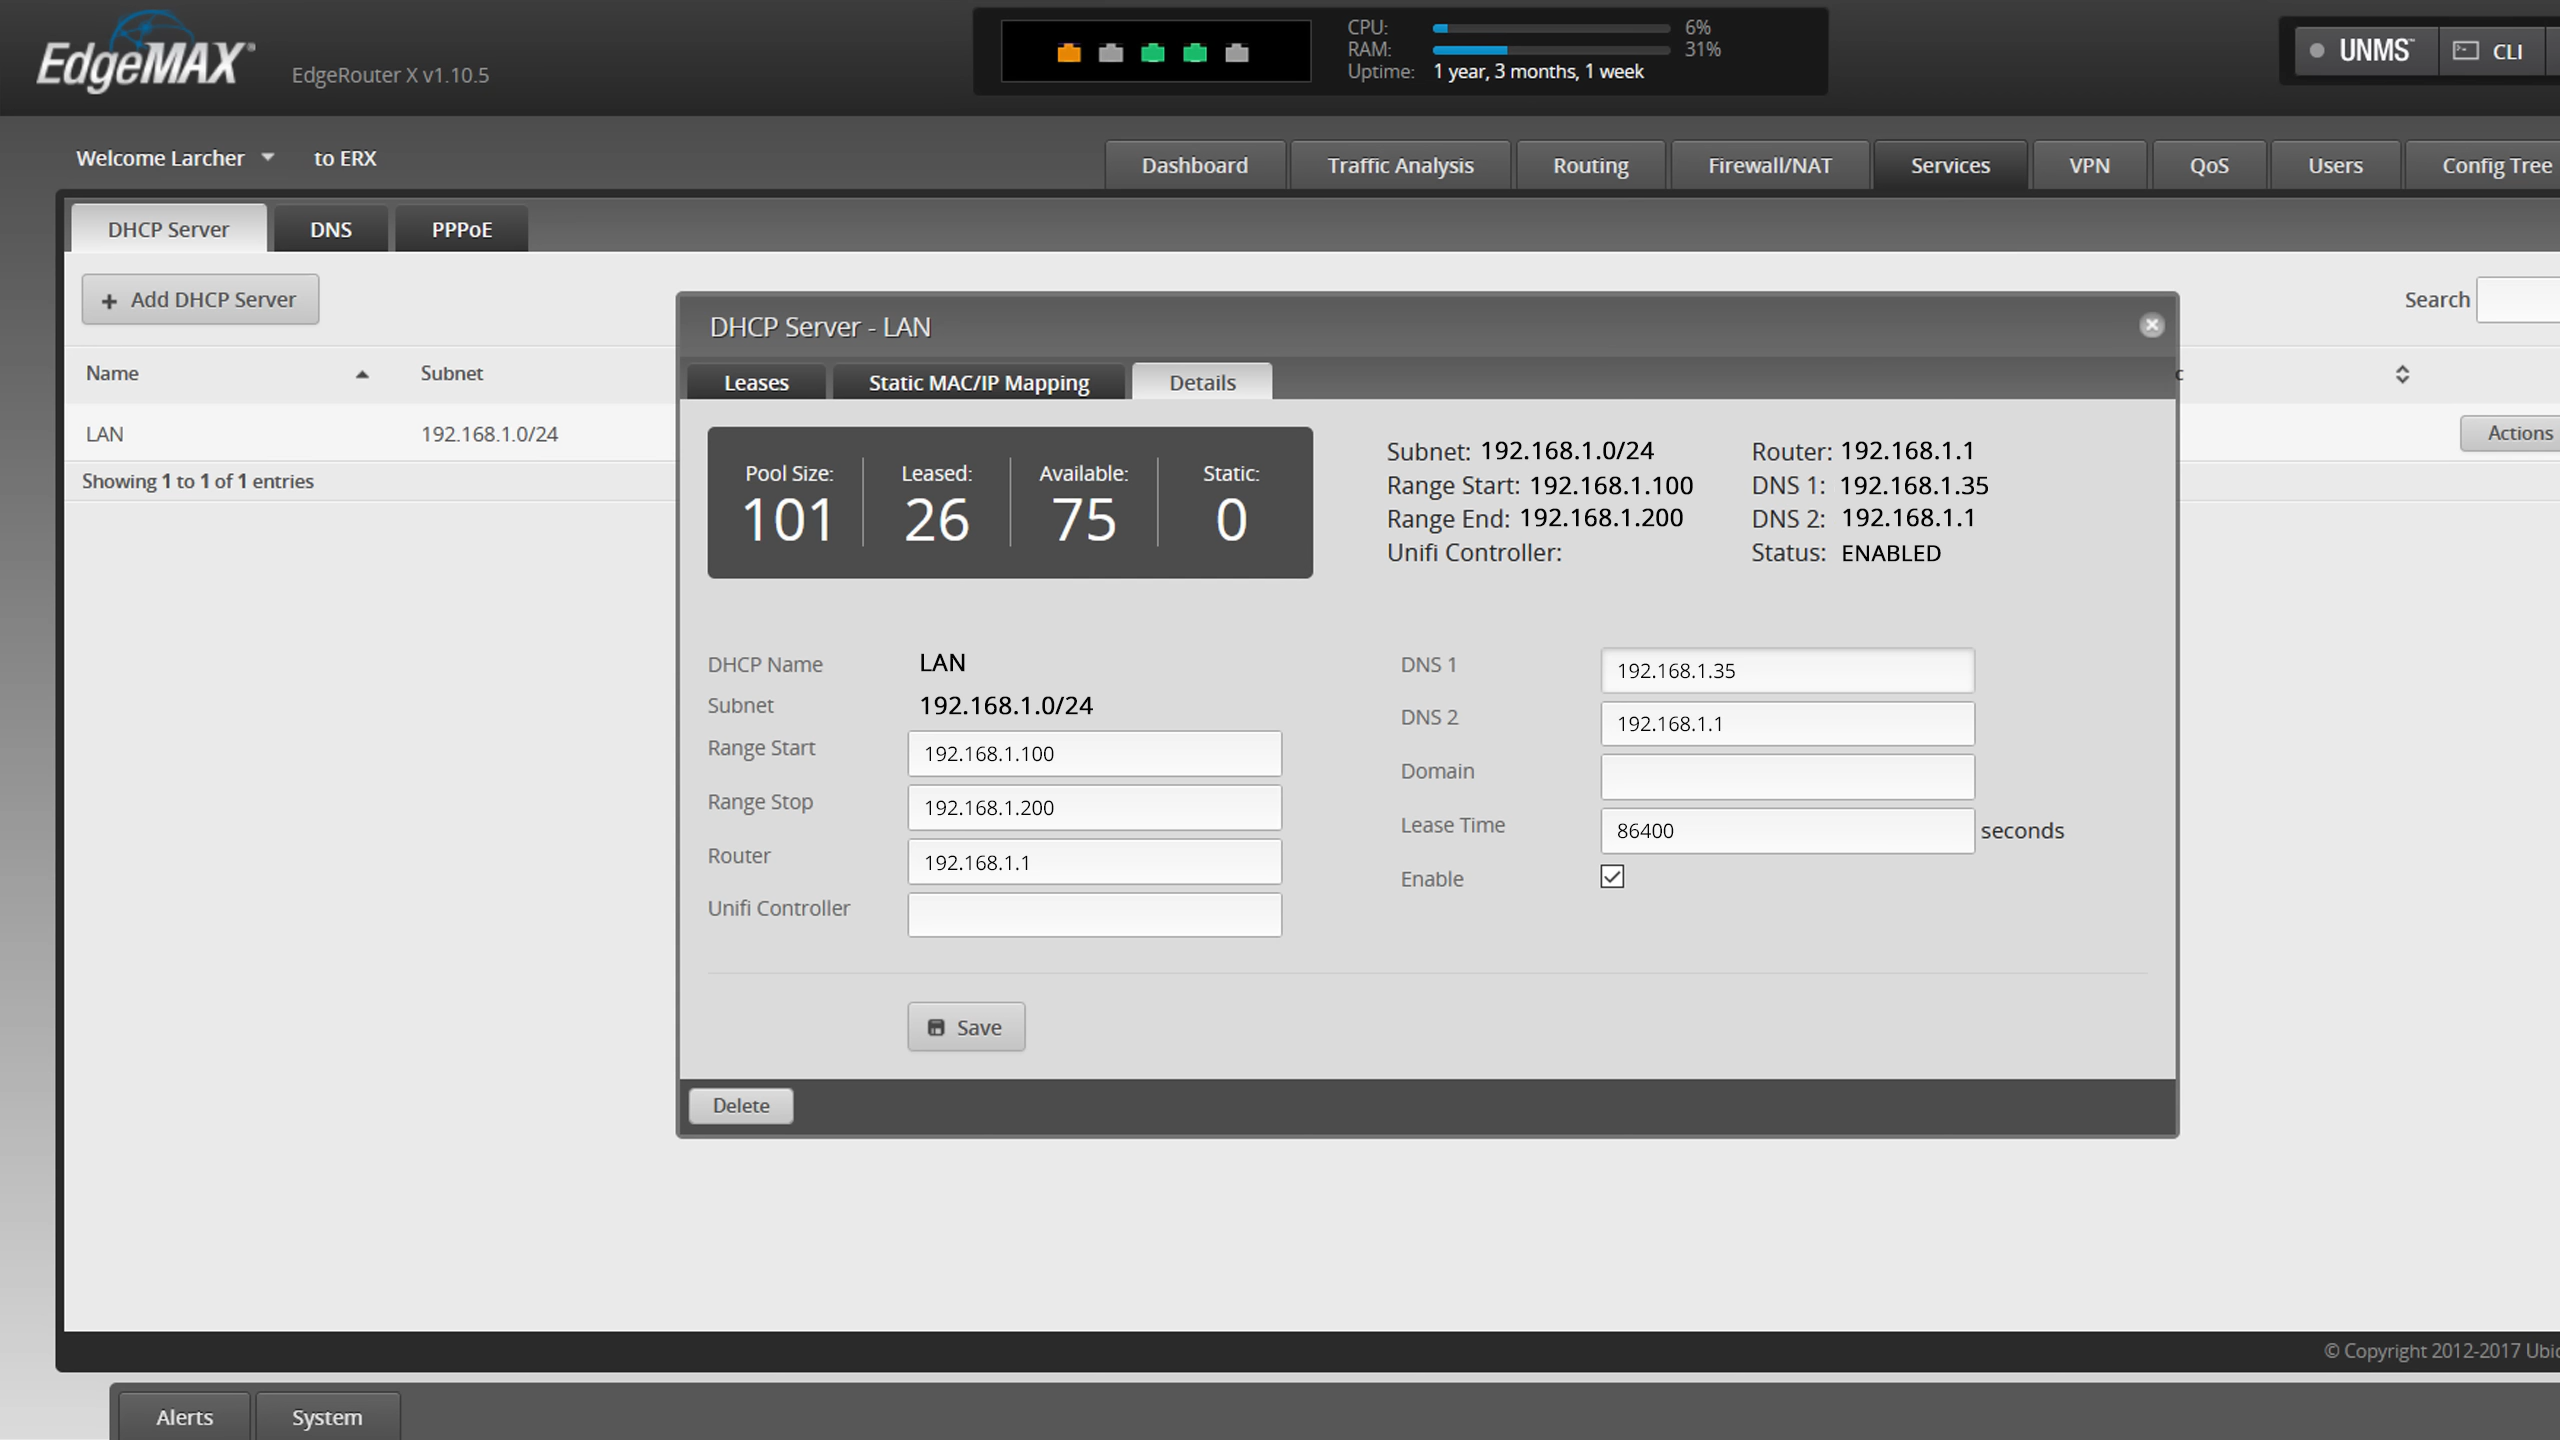 EdgeMAX®
EdgeRouter X v1.10.5
CPU: 6%
RAM: 31%
Uptime: 1 year, 3 months, 1 week
UNMS™ CLI
Welcome Larcher to ERX
Dashboard Traffic Analysis Routing Firewall/NAT Services VPN QoS Users Config Tree
DHCP Server DNS PPPoE
+ Add DHCP Server
Search
Name Subnet
LAN 192.168.1.0/24
Actions
Showing 1 to 1 of 1 entries
DHCP Server - LAN
Leases Static MAC/IP Mapping Details
Pool Size: Leased: Available: Static:
101 26 75 0
Subnet: 192.168.1.0/24
Range Start: 192.168.1.100
Range End: 192.168.1.200
Unifi Controller:
Router: 192.168.1.1
DNS 1: 192.168.1.35
DNS 2: 192.168.1.1
Status: ENABLED
DHCP Name LAN
Subnet 192.168.1.0/24
Range Start 192.168.1.100
Range Stop 192.168.1.200
Router 192.168.1.1
Unifi Controller
DNS 1 192.168.1.35
DNS 2 192.168.1.1
Domain
Lease Time 86400 seconds
Enable
Save
Delete
© Copyright 2012-2017
Alerts System